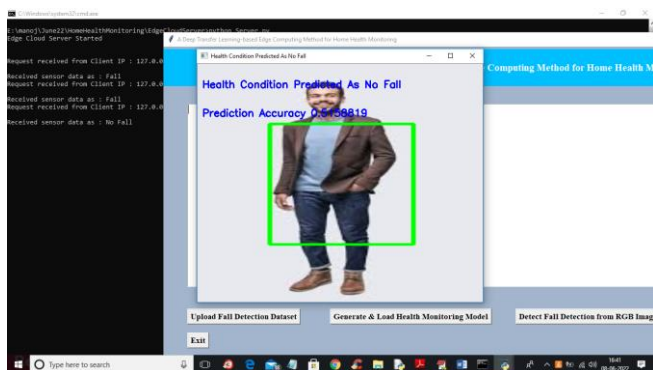 C:\Windows\system32\cmd.exe
E:\manoj\June22\HomeHealthMonitoring\EdgeCloudServer>python Server.py
Edge Cloud Server Started
Request received from Client IP : 127.0.0
Received sensor data as : Fall
Request received from Client IP : 127.0.0
Received sensor data as : Fall
Request received from Client IP : 127.0.0
Received sensor data as : No Fall
A Deep Transfer Learning-based Edge Computing Method for Home Health Monitoring
Computing Method for Home Health M
Health Condition Predicted As No Fall
Health Condition Predicted As No Fall
Prediction Accuracy
Upload Fall Detection Dataset
Generate & Load Health Monitoring Model
Detect Fall Detection from RGB Imag
Exit
Type here to search
16:41
08-06-2022